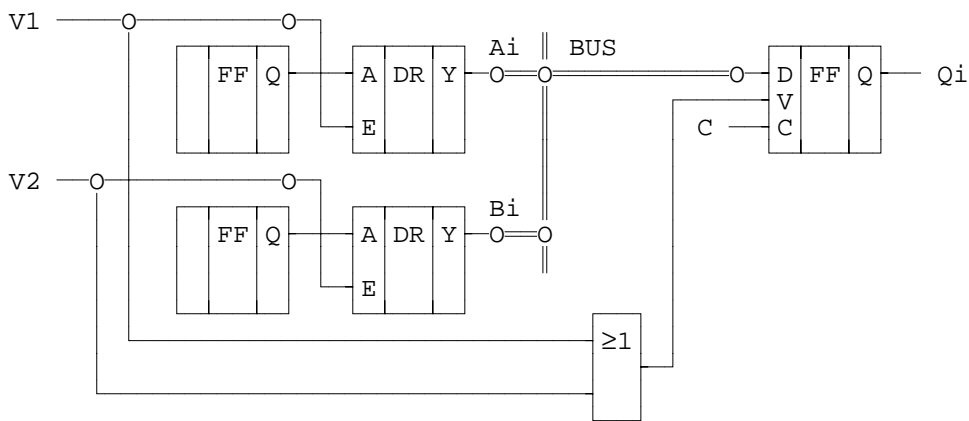 V1
Ai BUS
FF Q A DR Y D FF Q Qi
E V
C C
V2
Bi
FF Q A DR Y
E
≥1